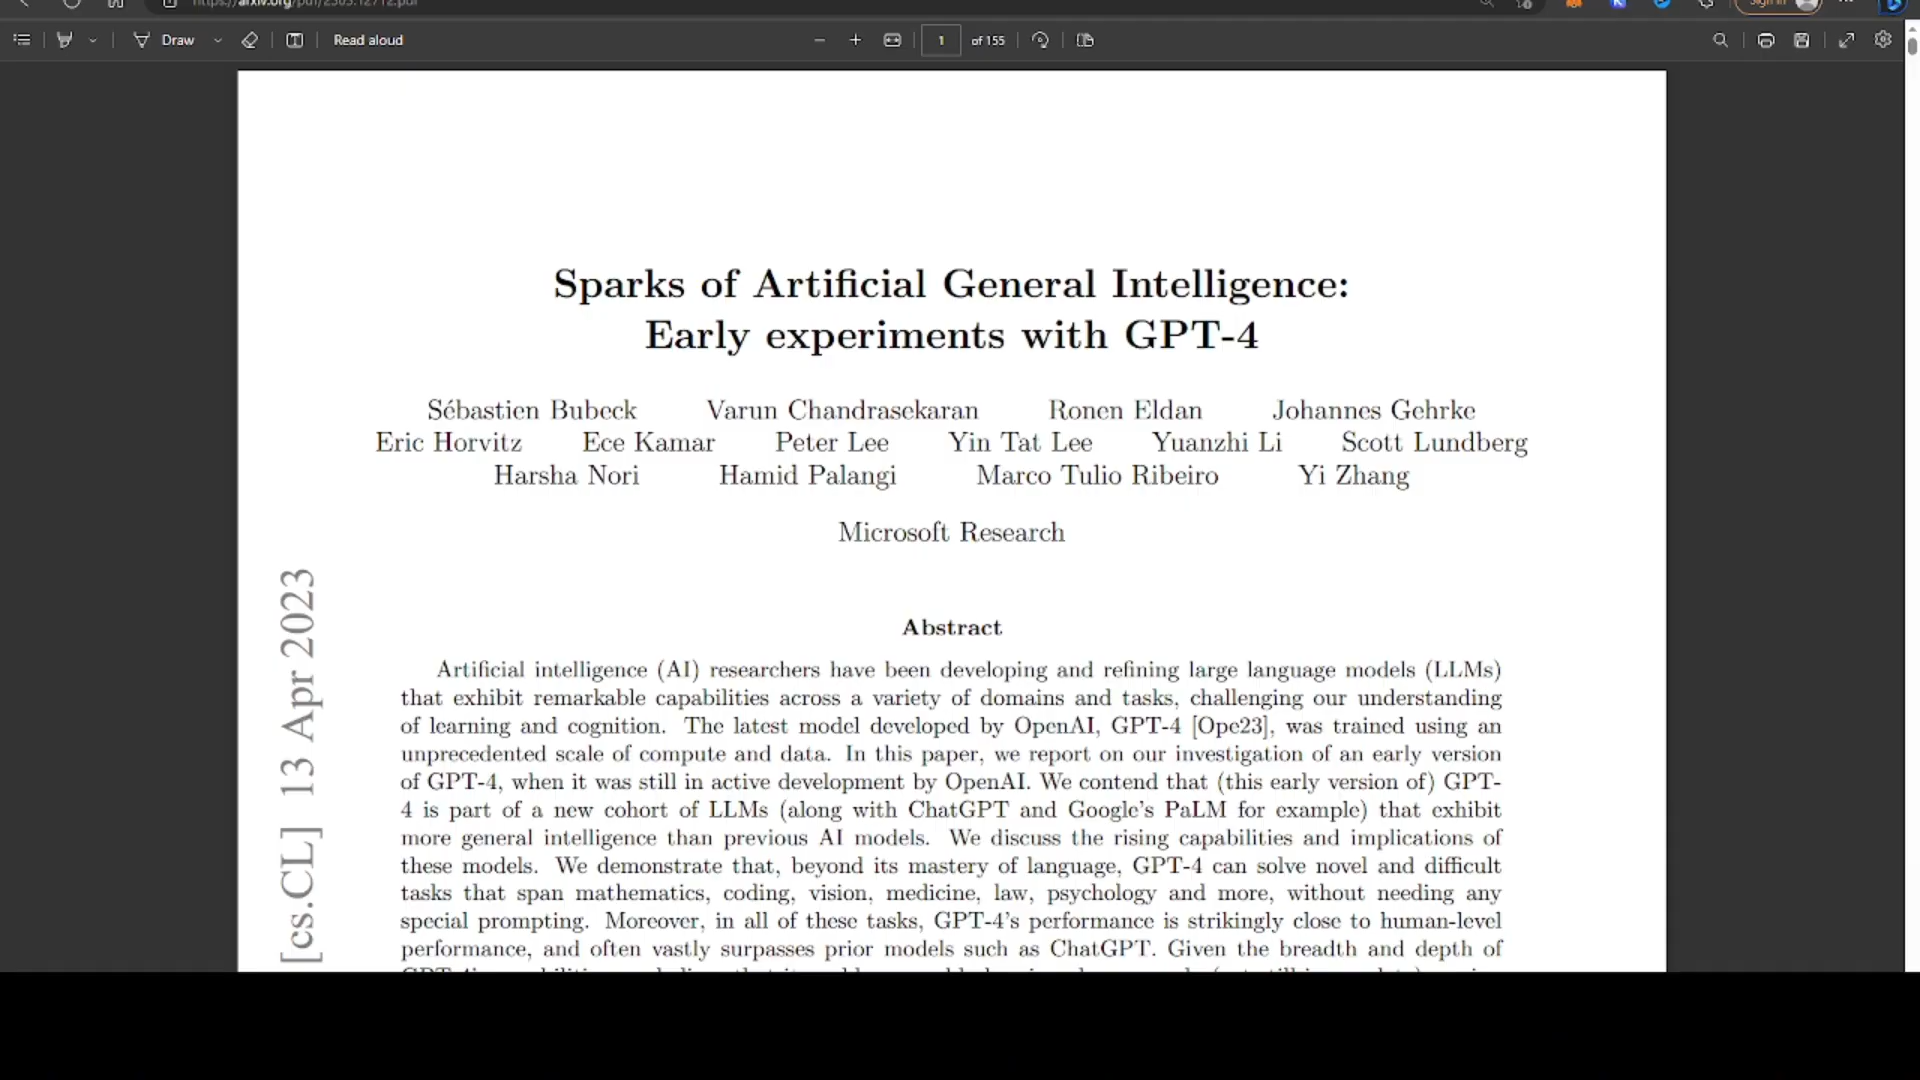 https://arxiv.org/pdf/2303.12712.pdf
Sign in
Draw
Read aloud
1
of 155
Sparks of Artificial General Intelligence:
Early experiments with GPT-4
Sébastien Bubeck Varun Chandrasekaran Ronen Eldan Johannes Gehrke
Eric Horvitz Ece Kamar Peter Lee Yin Tat Lee Yuanzhi Li Scott Lundberg
Harsha Nori Hamid Palangi Marco Tulio Ribeiro Yi Zhang
Microsoft Research
[cs.CL] 13 Apr 2023
Abstract
Artificial intelligence (AI) researchers have been developing and refining large language models (LLMs)
that exhibit remarkable capabilities across a variety of domains and tasks, challenging our understanding
of learning and cognition. The latest model developed by OpenAI, GPT-4 [Ope23], was trained using an
unprecedented scale of compute and data. In this paper, we report on our investigation of an early version
of GPT-4, when it was still in active development by OpenAI. We contend that (this early version of) GPT-
4 is part of a new cohort of LLMs (along with ChatGPT and Google's PaLM for example) that exhibit
more general intelligence than previous AI models. We discuss the rising capabilities and implications of
these models. We demonstrate that, beyond its mastery of language, GPT-4 can solve novel and difficult
tasks that span mathematics, coding, vision, medicine, law, psychology and more, without needing any
special prompting. Moreover, in all of these tasks, GPT-4's performance is strikingly close to human-level
performance, and often vastly surpasses prior models such as ChatGPT. Given the breadth and depth of